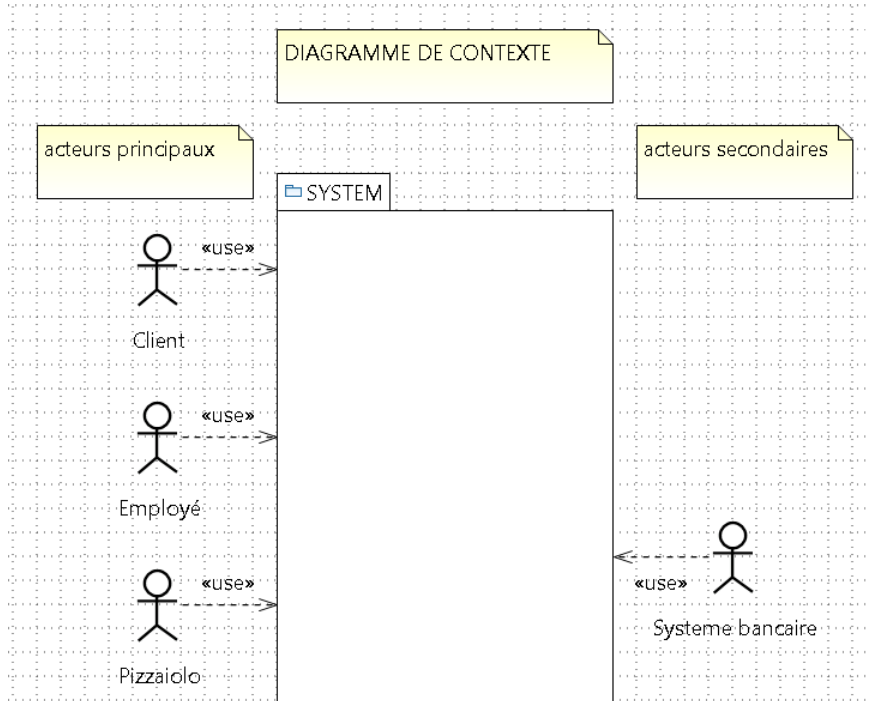 DIAGRAMME DE CONTEXTE
acteurs principaux
acteurs secondaires
SYSTEM
«use»
Client
«use»
Employé
«use»
Pizzaiolo
«use»
Systeme bancaire